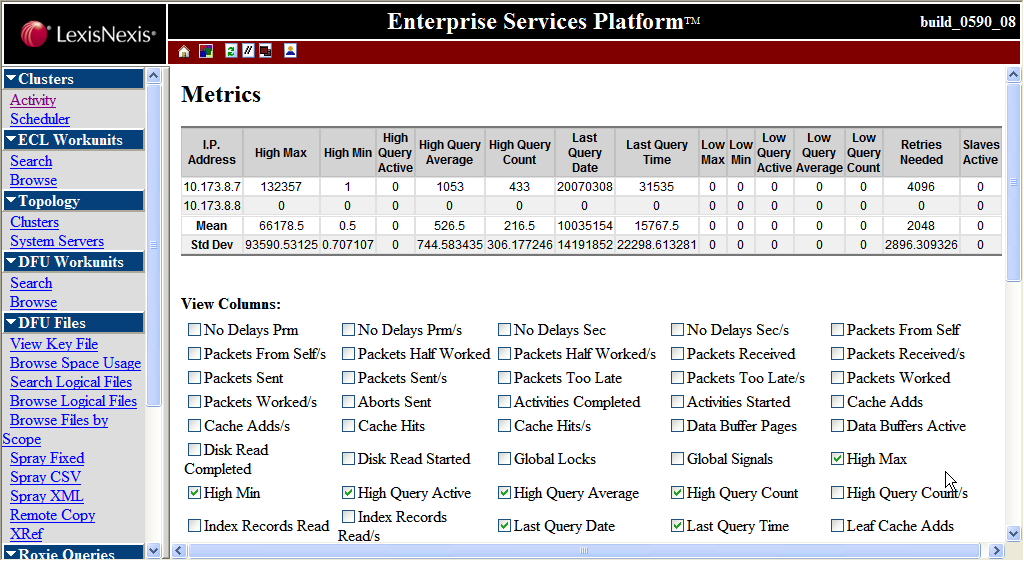 LexisNexis®
Enterprise Services Platform™
build_0590_08
Clusters
Activity
Scheduler
ECL Workunits
Search
Browse
Topology
Clusters
System Servers
DFU Workunits
Search
Browse
DFU Files
View Key File
Browse Space Usage
Search Logical Files
Browse Logical Files
Browse Files by
Scope
Spray Fixed
Spray CSV
Spray XML
Remote Copy
XRef
Roxie Queries
Metrics
I.P. Address High Max High Min High Query Active High Query Average High Query Count Last Query Date Last Query Time Low Max Low Min Low Query Active Low Query Average Low Query Count Retries Needed Slaves Active
10.173.8.7 132357 1 0 1053 433 20070308 31535 0 0 0 0 0 4096 0
10.173.8.8 0 0 0 0 0 0 0 0 0 0 0 0 0 0
Mean 66178.5 0.5 0 526.5 216.5 10035154 15767.5 0 0 0 0 0 2048 0
Std Dev 93590.53125 0.707107 0 744.583435 306.177246 14191852 22298.613281 0 0 0 0 0 2896.309326 0
View Columns:
No Delays Prm No Delays Prm/s No Delays Sec No Delays Sec/s Packets From Self
Packets From Self/s Packets Half Worked Packets Half Worked/s Packets Received Packets Received/s
Packets Sent Packets Sent/s Packets Too Late Packets Too Late/s Packets Worked
Packets Worked/s Aborts Sent Activities Completed Activities Started Cache Adds
Cache Adds/s Cache Hits Cache Hits/s Data Buffer Pages Data Buffers Active
Disk Read Completed Disk Read Started Global Locks Global Signals High Max
High Min High Query Active High Query Average High Query Count High Query Count/s
Index Records Read Index Records Read/s Last Query Date Last Query Time Leaf Cache Adds